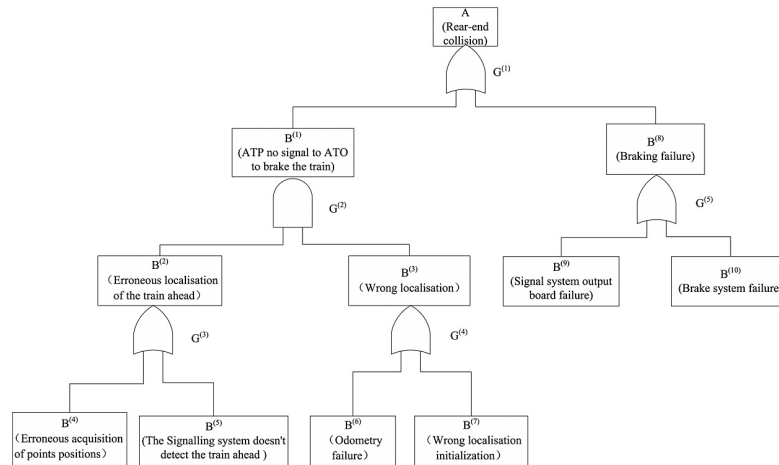 A
(Rear-end
collision)
G(1)
B(1)
(ATP no signal to ATO
to brake the train)
B(8)
(Braking failure)
G(2)
G(5)
B(2)
(Erroneous localisation
of the train ahead)
B(3)
(Wrong localisation)
B(9)
(Signal system output
board failure)
B(10)
(Brake system failure
G(3)
G(4)
B(4)
(Erroneous acquisition
of points positions)
B(5)
(The Signalling system doesn't
detect the train ahead )
B(6)
(Odometry
failure)
B(7)
(Wrong localisation
initialization)